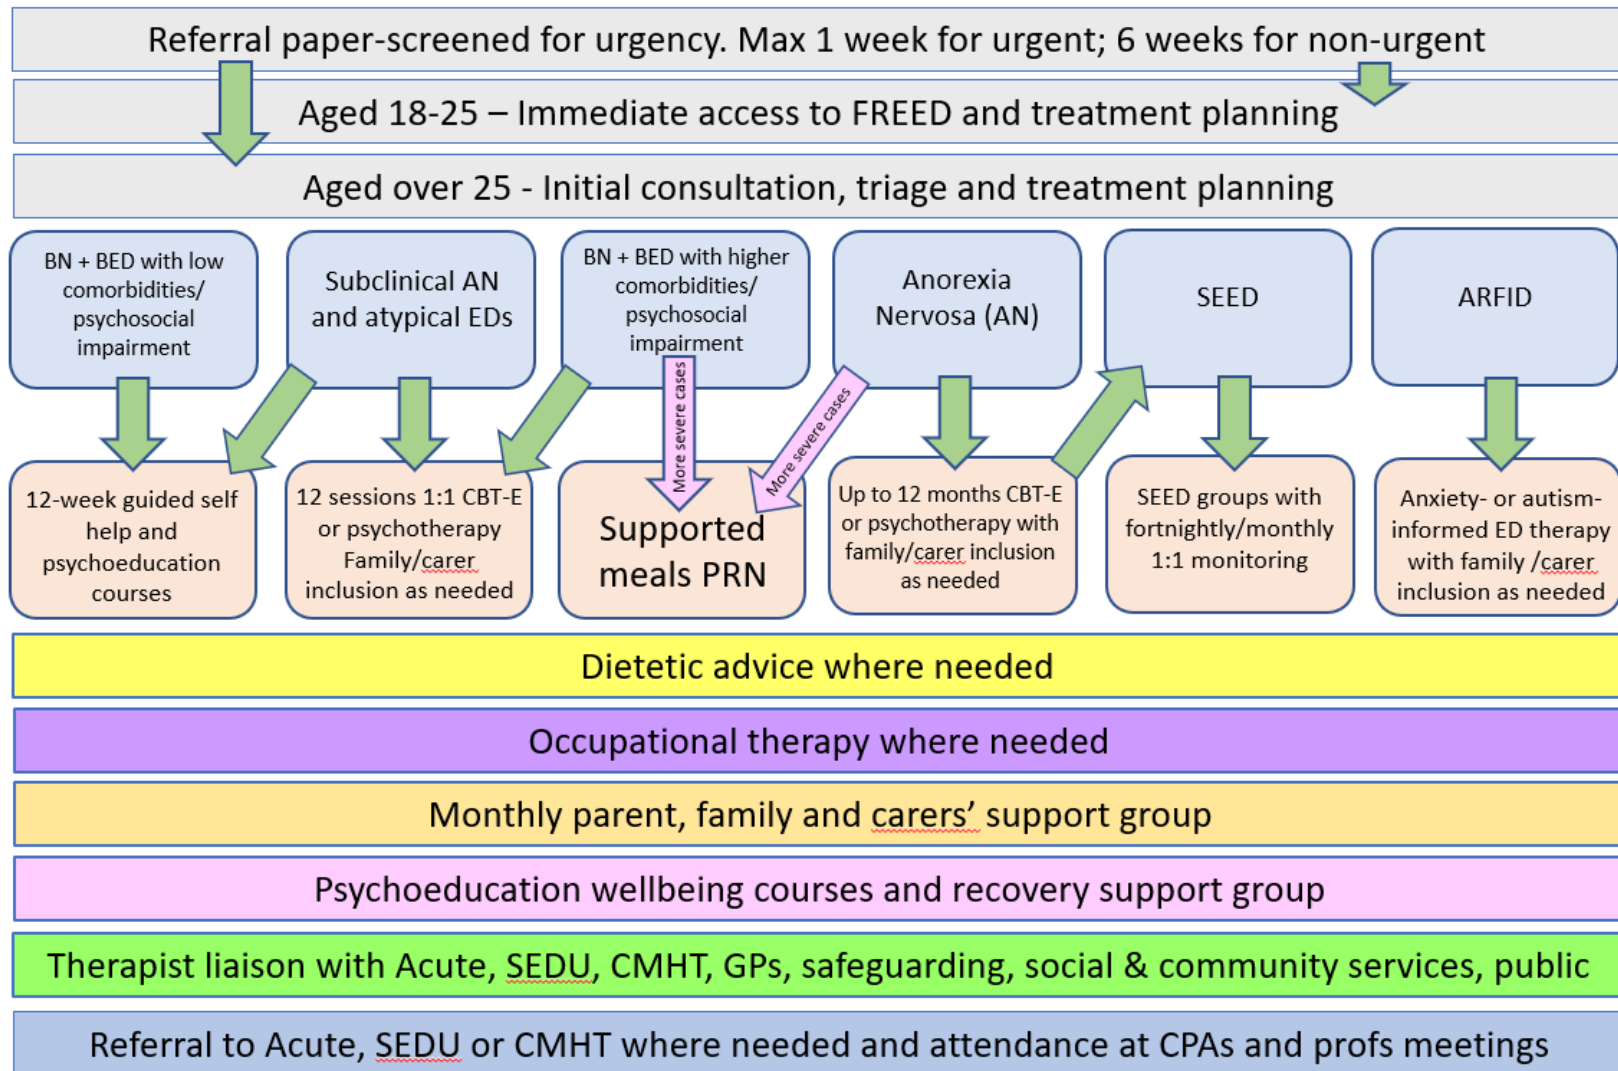 Referral paper-screened for urgency. Max 1 week for urgent; 6 weeks for non-urgent
Aged 18-25 – Immediate access to FREED and treatment planning
Aged over 25 - Initial consultation, triage and treatment planning
BN + BED with low
comorbidities/
psychosocial
impairment
Subclinical AN
and atypical EDs
BN + BED with higher
comorbidities/
psychosocial
impairment
Anorexia
Nervosa (AN)
SEED
ARFID
More severe cases
More severe cases
12-week guided self
help and
psychoeducation
courses
12 sessions 1:1 CBT-E
or psychotherapy
Family/carer
inclusion as needed
Supported
meals PRN
Up to 12 months CBT-E
or psychotherapy with
family/carer inclusion
as needed
SEED groups with
fortnightly/monthly
1:1 monitoring
Anxiety- or autism-
informed ED therapy
with family /carer
inclusion as needed
Dietetic advice where needed
Occupational therapy where needed
Monthly parent, family and carers’ support group
Psychoeducation wellbeing courses and recovery support group
Therapist liaison with Acute, SEDU, CMHT, GPs, safeguarding, social & community services, public
Referral to Acute, SEDU or CMHT where needed and attendance at CPAs and profs meetings